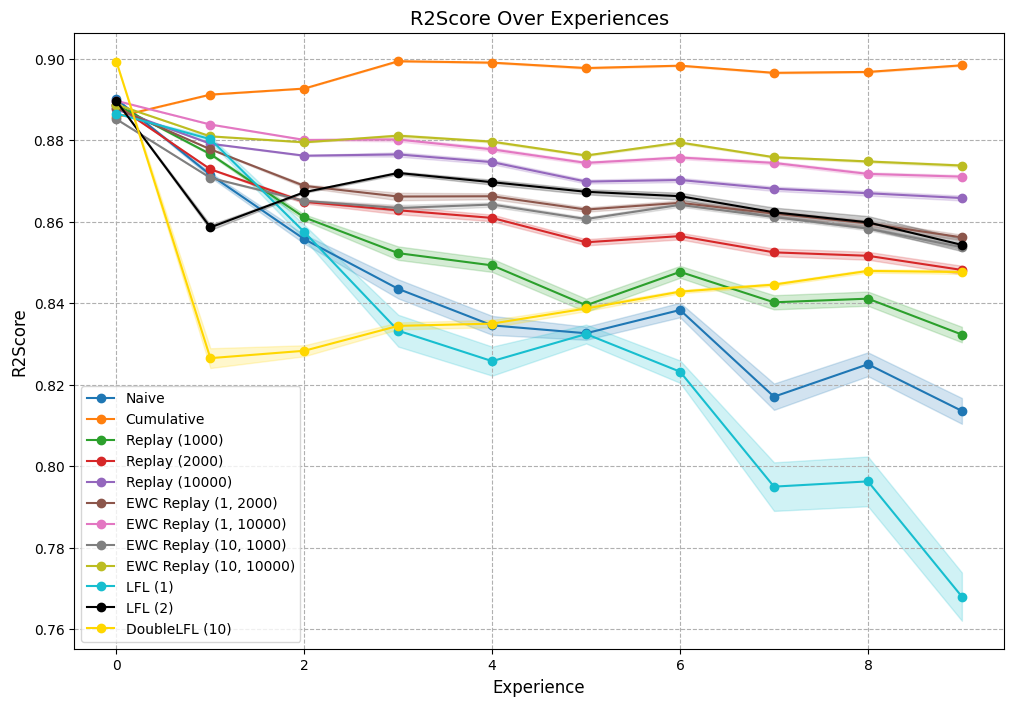 R2Score Over Experiences
R2Score
0.90
0.88
0.86
0.84
0.82
0.80
0.78
0.76
Naive
Cumulative
Replay (1000)
Replay (2000)
Replay (10000)
EWC Replay (1, 2000)
EWC Replay (1, 10000)
EWC Replay (10, 1000)
EWC Replay (10, 10000)
LFL (1)
LFL (2)
DoubleLFL (10)
0 2 4 6 8
Experience